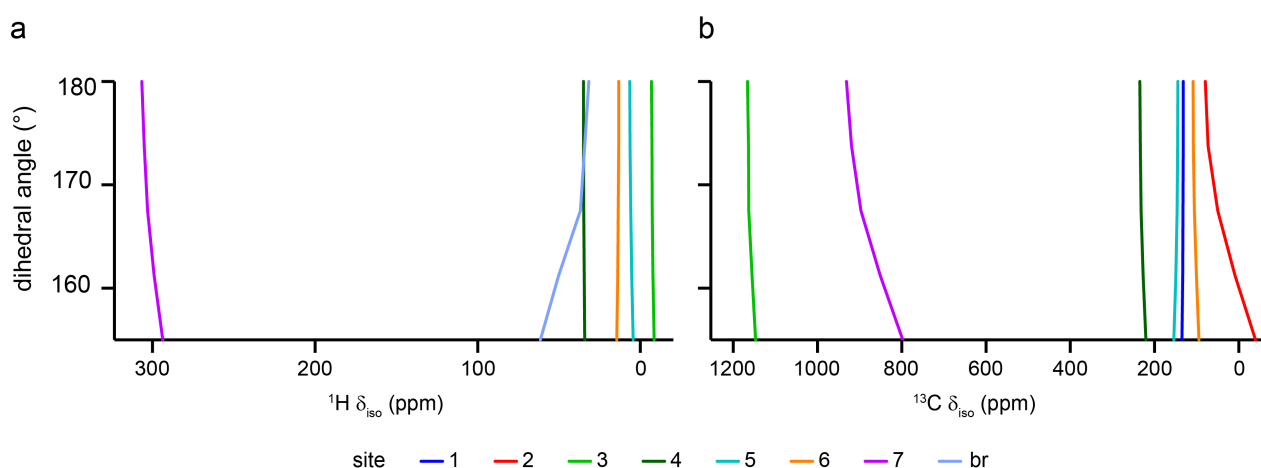 a
b
dihedral angle (°)
180
170
160
300
200
100
0
¹H δiso (ppm)
1200
1000
800
600
400
200
0
¹³C δiso (ppm)
site 1 2 3 4 5 6 7 br